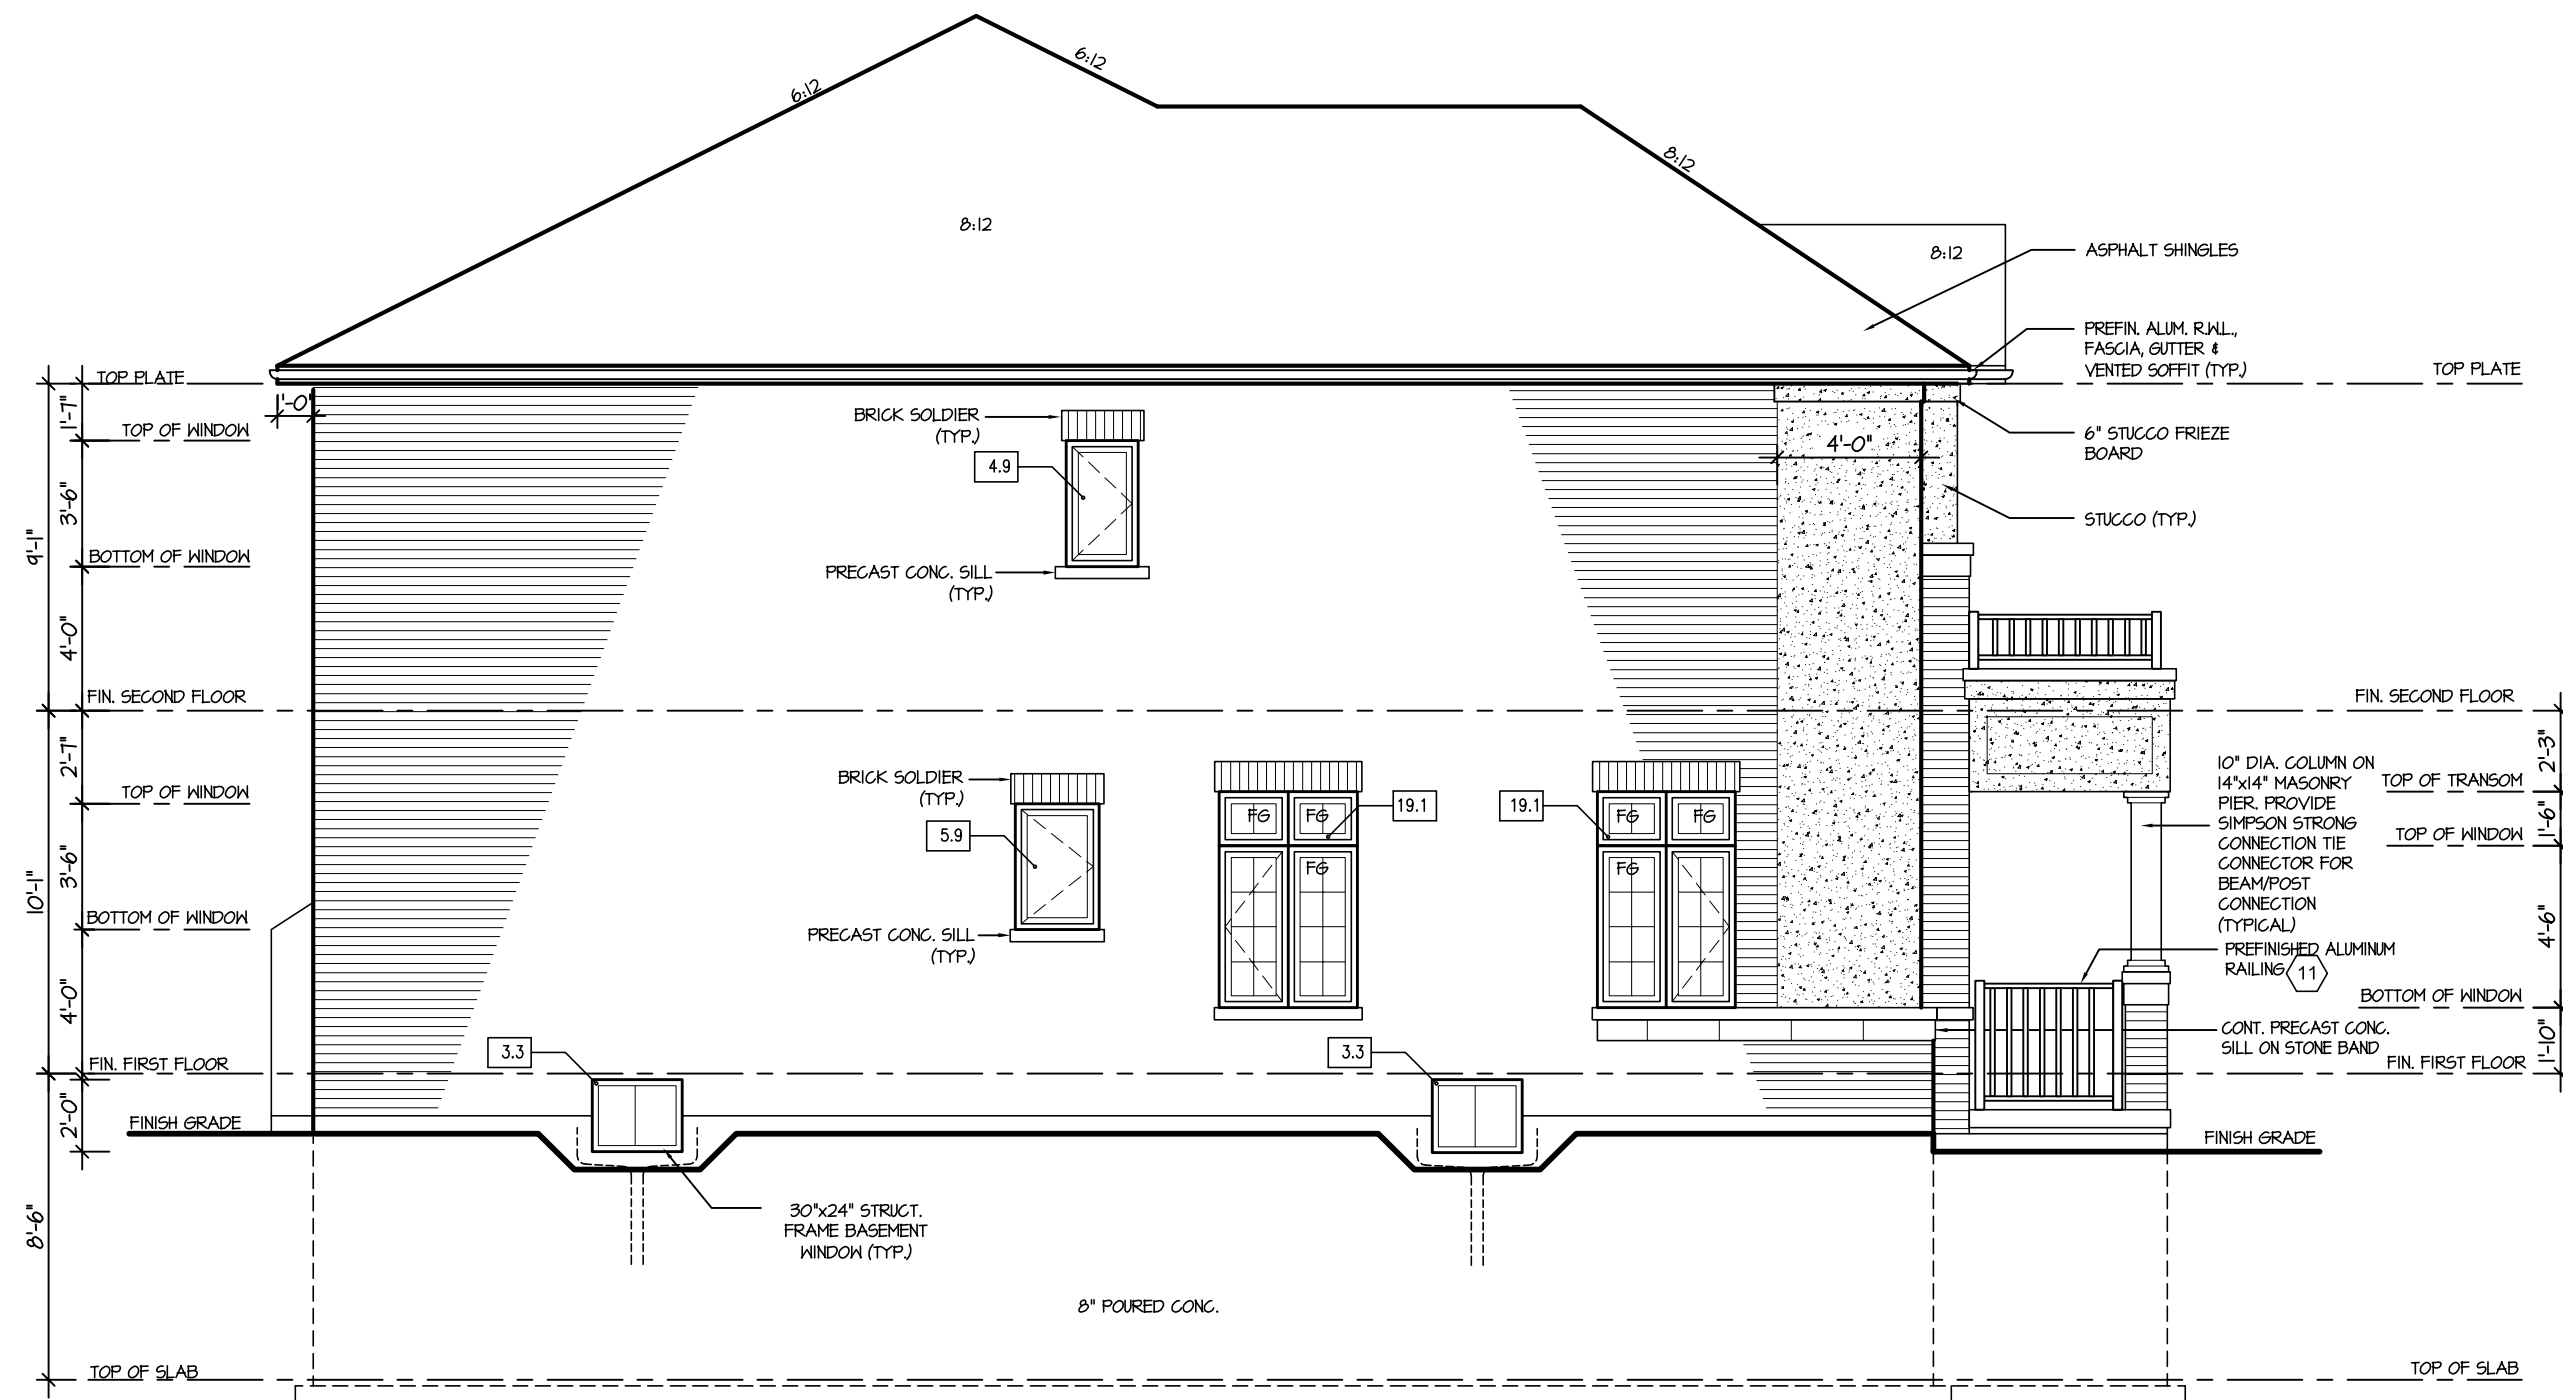 6:12
6:12
8:12
8:12
8:12
ASPHALT SHINGLES
PREFIN. ALUM. R.W.L.,
FASCIA, GUTTER &
VENTED SOFFIT (TYP.)
TOP PLATE
TOP PLATE
1'-0"
1'-7"
TOP OF WINDOW
BRICK SOLDIER
(TYP.)
4.9
4'-0"
6" STUCCO FRIEZE
BOARD
3'-6"
9'-1"
STUCCO (TYP.)
BOTTOM OF WINDOW
PRECAST CONC. SILL
(TYP.)
4'-0"
FIN. SECOND FLOOR
FIN. SECOND FLOOR
2'-7"
2'-3"
TOP OF WINDOW
BRICK SOLDIER
(TYP.)
5.9
FG
FG
FG
19.1
19.1
FG
FG
FG
10" DIA. COLUMN ON
14"x14" MASONRY
PIER. PROVIDE
SIMPSON STRONG
CONNECTION TIE
CONNECTOR FOR
BEAM/POST
CONNECTION
(TYPICAL)
TOP OF TRANSOM
1'-6"
TOP OF WINDOW
3'-6"
10'-1"
4'-6"
BOTTOM OF WINDOW
PRECAST CONC. SILL
(TYP.)
PREFINISHED ALUMINUM
RAILING
11
BOTTOM OF WINDOW
4'-0"
CONT. PRECAST CONC.
SILL ON STONE BAND
1'-10"
FIN. FIRST FLOOR
3.3
3.3
FIN. FIRST FLOOR
2'-0"
FINISH GRADE
FINISH GRADE
8'-6"
30"x24" STRUCT.
FRAME BASEMENT
WINDOW (TYP.)
8" POURED CONC.
TOP OF SLAB
TOP OF SLAB